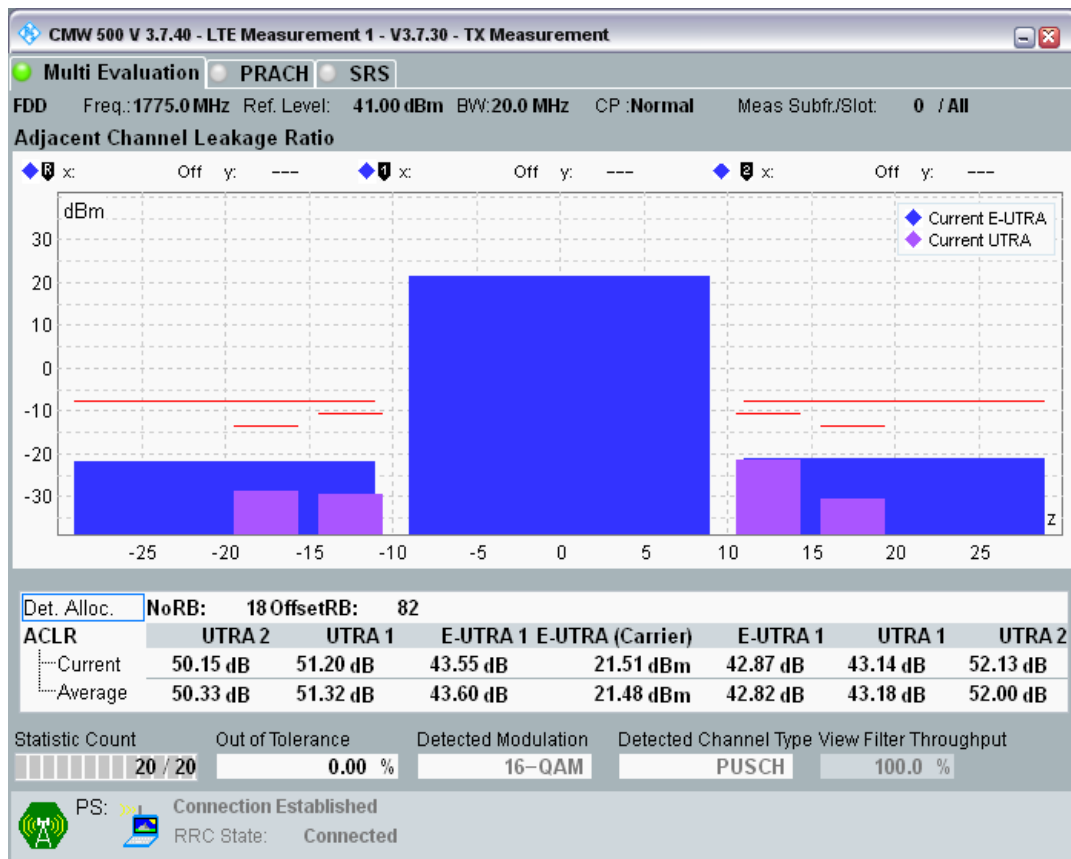 CMW 500 V 3.7.40 - LTE Measurement 1 - V3.7.30 - TX Measurement
Multi Evaluation PRACH SRS
FDD Freq.:1775.0 MHz Ref. Level: 41.00 dBm BW:20.0 MHz CP :Normal Meas Subfr./Slot: 0 / All
Adjacent Channel Leakage Ratio
R x: Off y: --- 1 x: Off y: --- 2 x: Off y: ---
dBm
Current E-UTRA
Current UTRA
30
20
10
0
-10
-20
-30
z
-25 -20 -15 -10 -5 0 5 10 15 20 25
Det. Alloc. NoRB: 18 OffsetRB: 82
ACLR UTRA 2 UTRA 1 E-UTRA 1 E-UTRA (Carrier) E-UTRA 1 UTRA 1 UTRA 2
Current 50.15 dB 51.20 dB 43.55 dB 21.51 dBm 42.87 dB 43.14 dB 52.13 dB
Average 50.33 dB 51.32 dB 43.60 dB 21.48 dBm 42.82 dB 43.18 dB 52.00 dB
Statistic Count Out of Tolerance Detected Modulation Detected Channel Type View Filter Throughput
20 / 20 0.00 % 16-QAM PUSCH 100.0 %
PS: Connection Established
RRC State: Connected